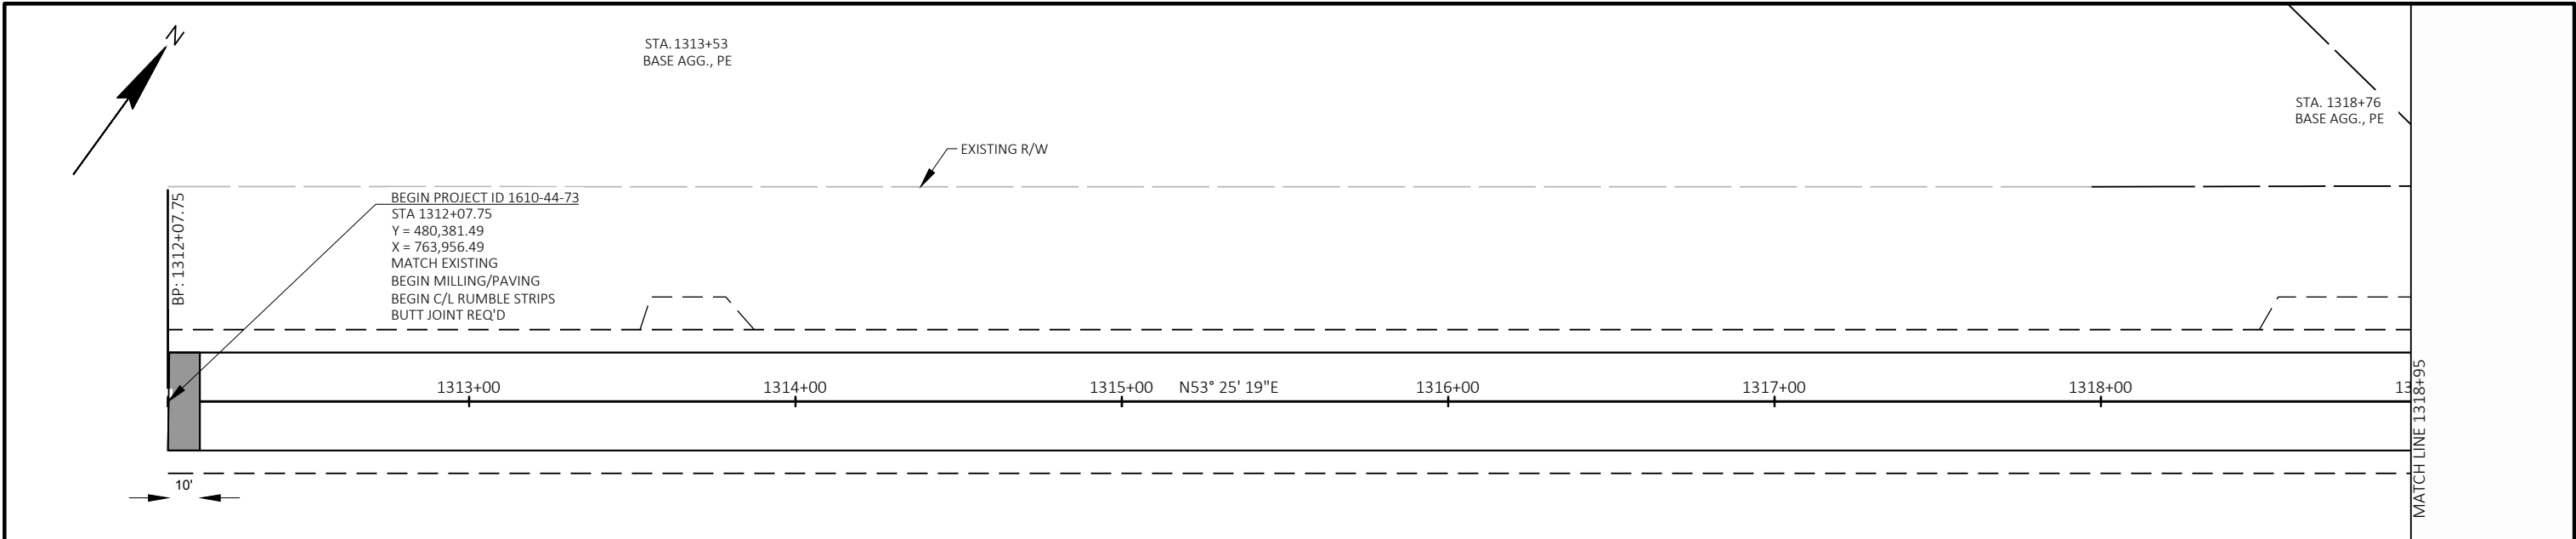 N
STA. 1313+53
BASE AGG., PE
STA. 1318+76
BASE AGG., PE
EXISTING R/W
BP: 1312+07.75
BEGIN PROJECT ID 1610-44-73
STA 1312+07.75
Y = 480,381.49
X = 763,956.49
MATCH EXISTING
BEGIN MILLING/PAVING
BEGIN C/L RUMBLE STRIPS
BUTT JOINT REQ'D
1313+00
1314+00
1315+00
N53° 25' 19"E
1316+00
1317+00
1318+00
13
MATCH LINE 1318+95
10'